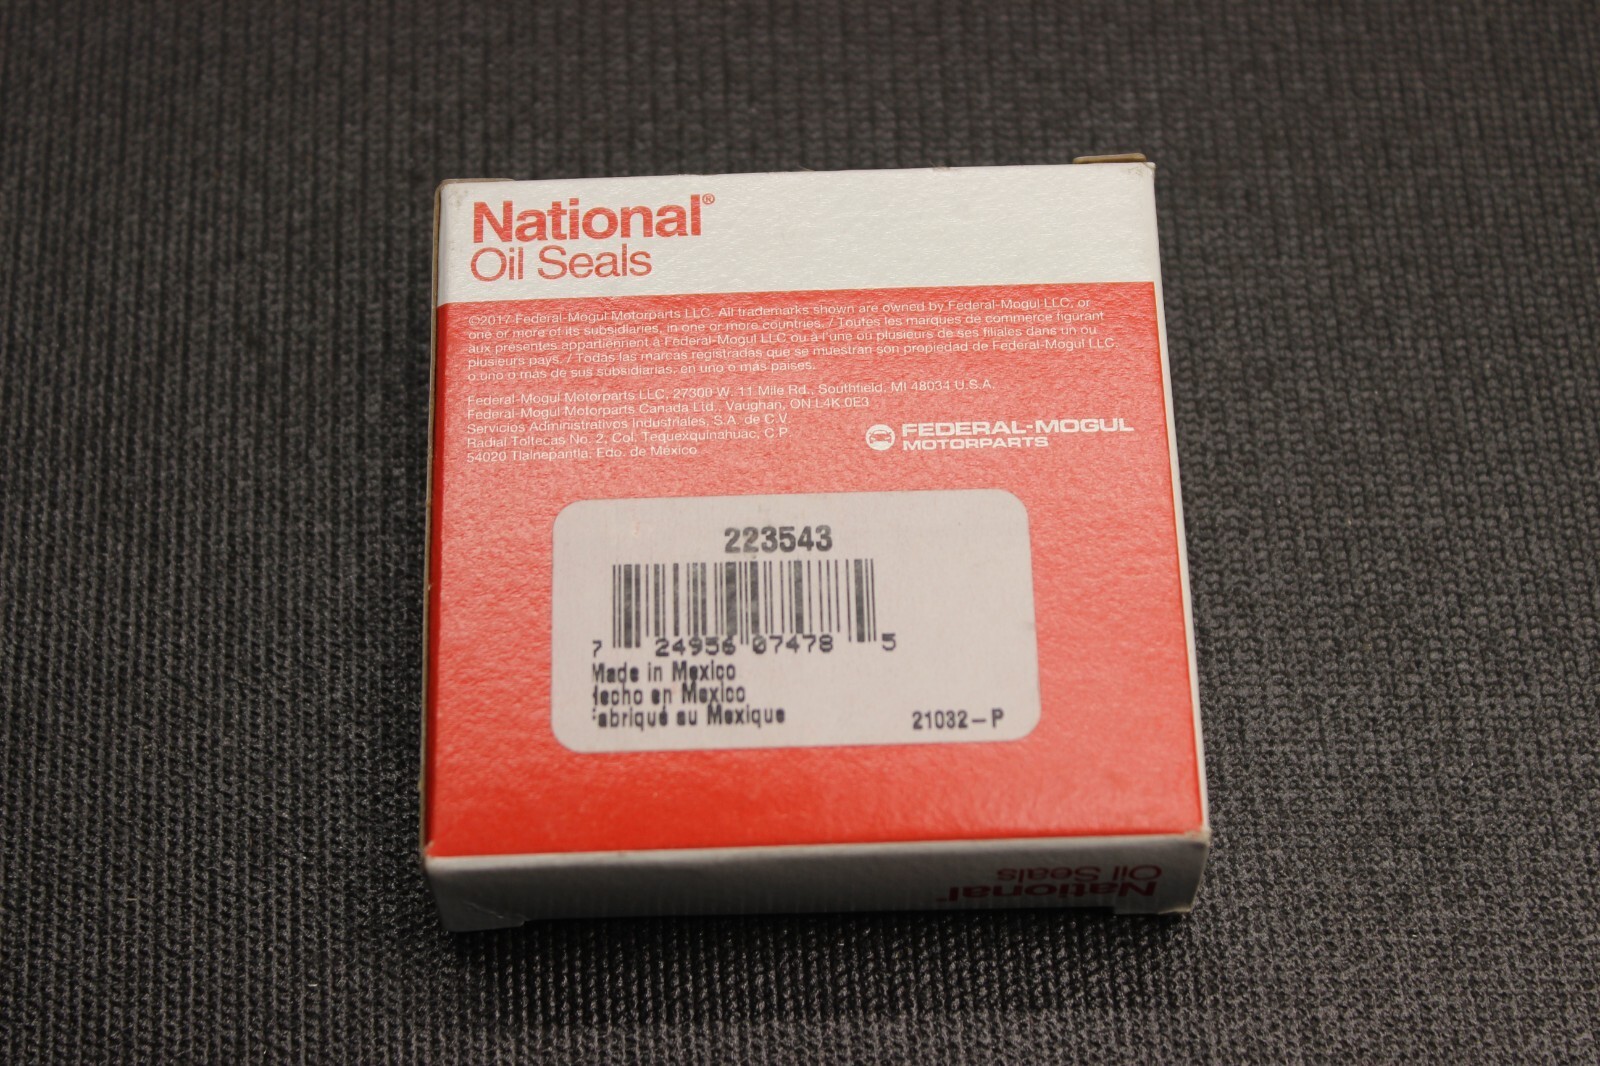 National®
Oil Seals
©2017 Federal-Mogul Motorparts LLC. All trademarks shown are owned by Federal-Mogul LLC, or
one or more of its subsidiaries, in one or more countries. / Toutes les marques de commerce figurant
aux présentes appartiennent à Federal-Mogul LLC ou à l'une ou plusieurs de ses filiales dans un ou
plusieurs pays. / Todas las marcas registradas que se muestran son propiedad de Federal-Mogul LLC.
o ono o más de sus subsidiarias, en uno o más países.
Federal-Mogul Motorparts LLC, 27300 W. 11 Mile Rd., Southfield, MI 48034 U.S.A.
Federal-Mogul Motorparts Canada Ltd., Vaughan, ON L4K 0E3
Servicios Administrativos Industriales, S.A. de C.V.
Radial Toltecas No. 2, Col. Tequexquinahuac, C.P.
54020 Tlalnepantla, Edo. de México
FEDERAL-MOGUL
MOTORPARTS
223543
7 24956 07478 5
Made in Mexico
Hecho en Mexico
Fabriqué au Mexique
21032-P
National
Oil Seals